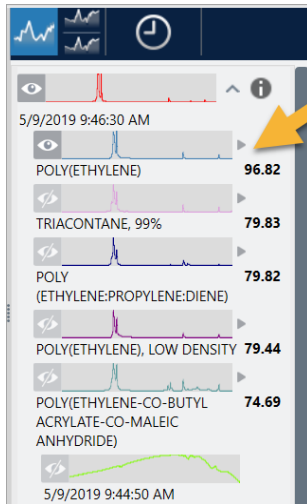 5/9/2019 9:46:30 AM
POLY(ETHYLENE) 96.82
TRIACONTANE, 99% 79.83
POLY 79.82
(ETHYLENE:PROPYLENE:DIENE)
POLY(ETHYLENE), LOW DENSITY 79.44
POLY(ETHYLENE-CO-BUTYL 74.69
ACRYLATE-CO-MALEIC
ANHYDRIDE)
5/9/2019 9:44:50 AM